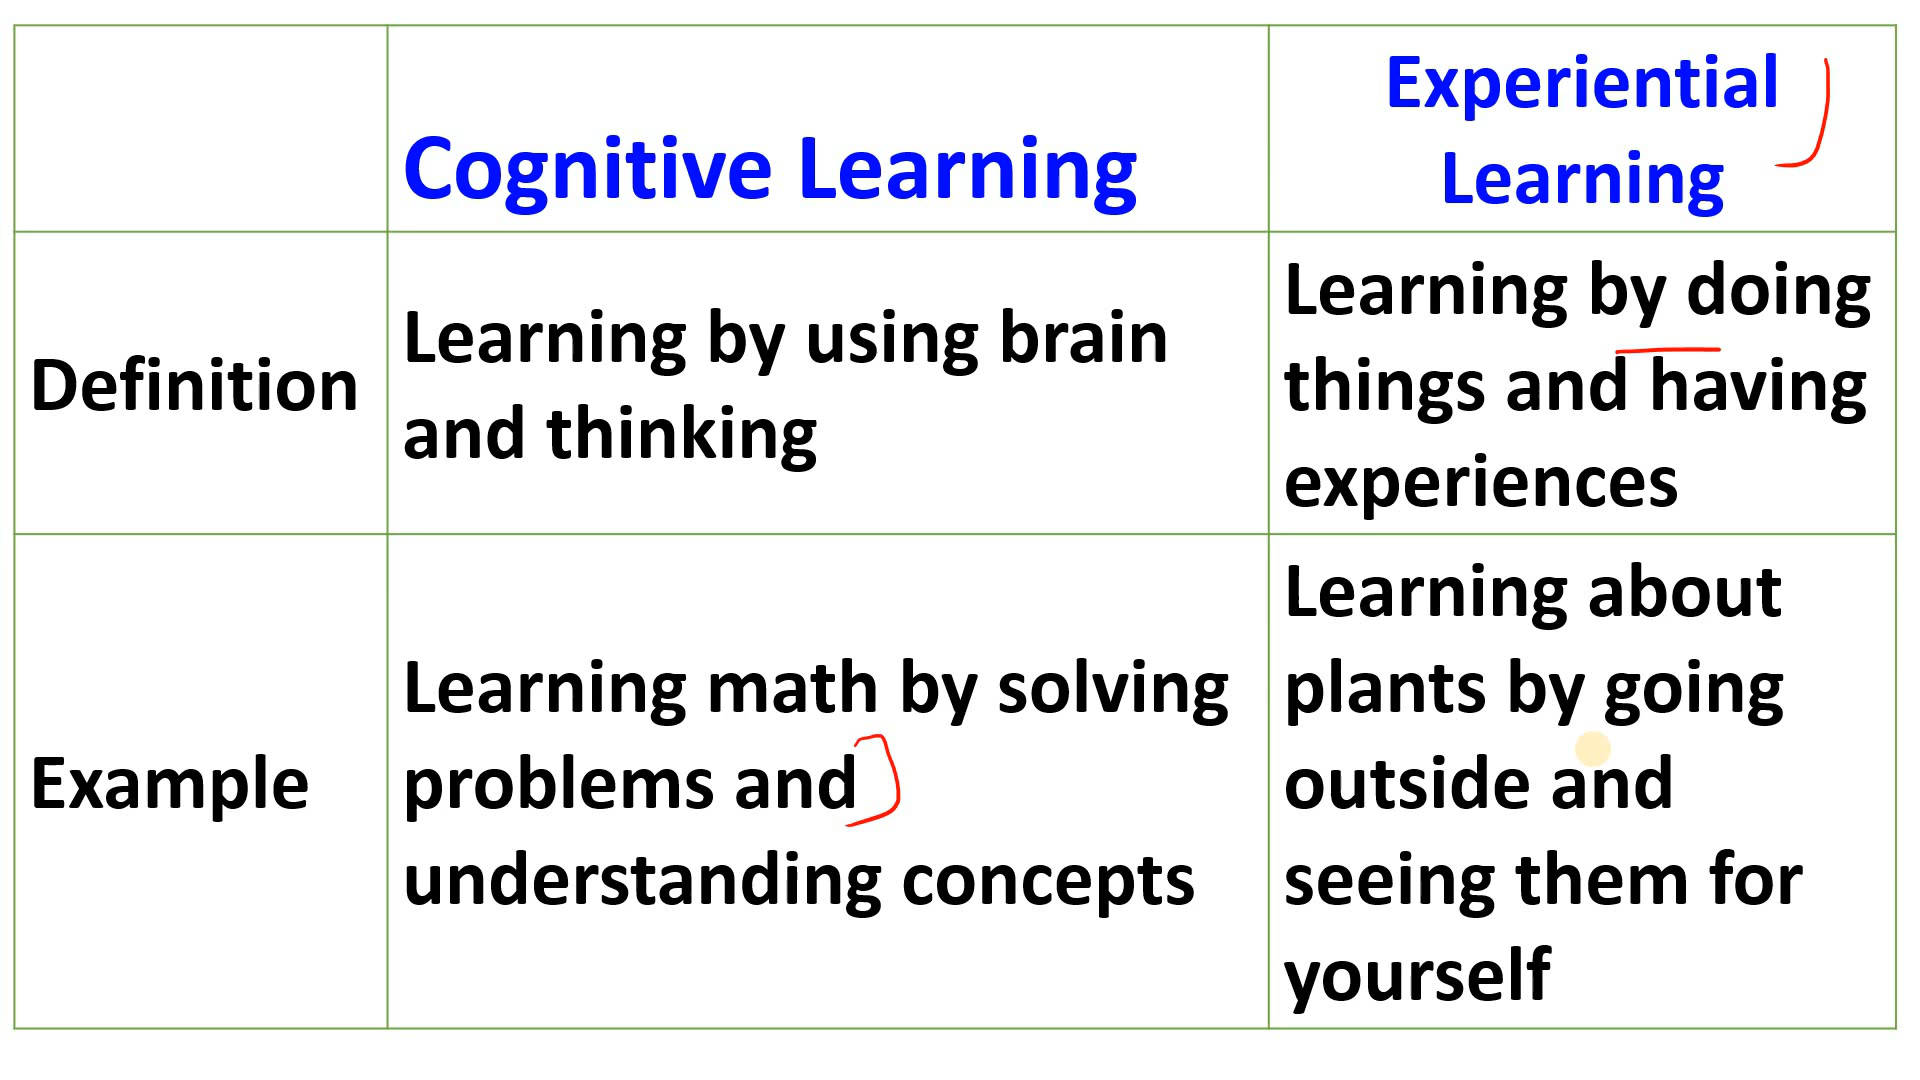 Cognitive Learning
Experiential
Learning
Definition
Learning by using brain
and thinking
Learning by doing
things and having
experiences
Example
Learning math by solving
problems and
understanding concepts
Learning about
plants by going
outside and
seeing them for
yourself